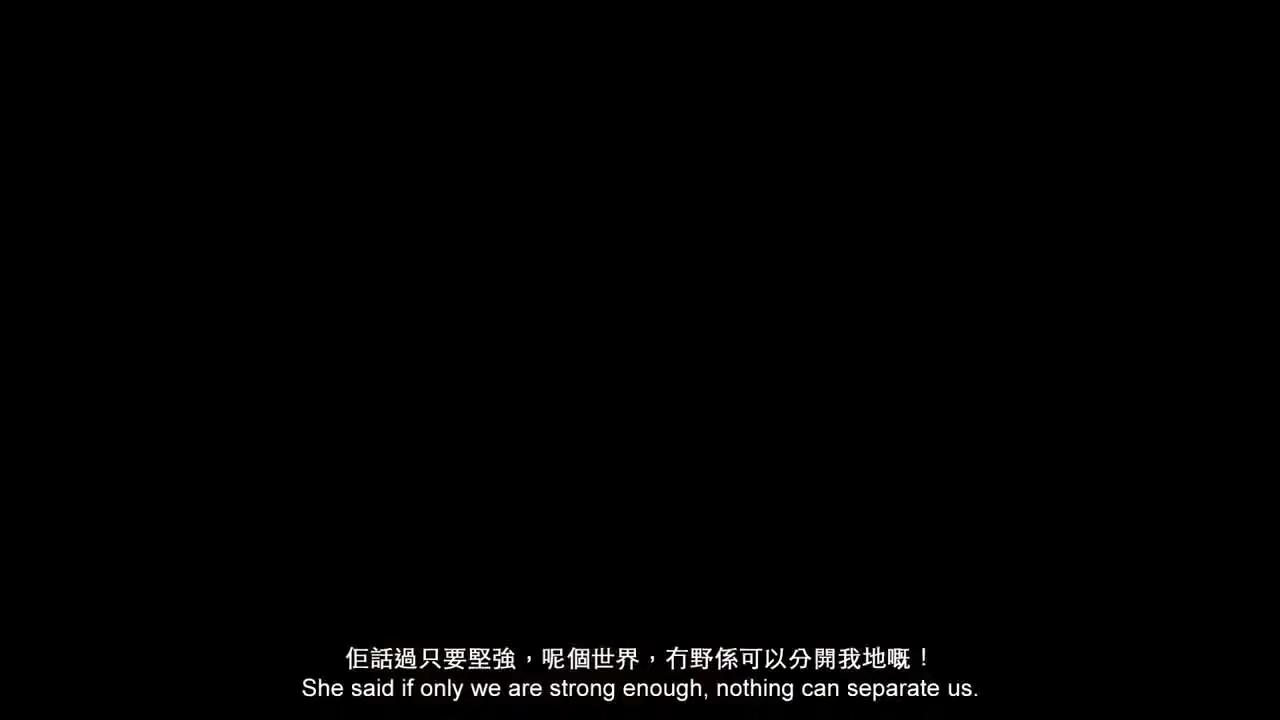 佢話過只要堅強，呢個世界，冇野係可以分開我地嘅！
She said if only we are strong enough, nothing can separate us.